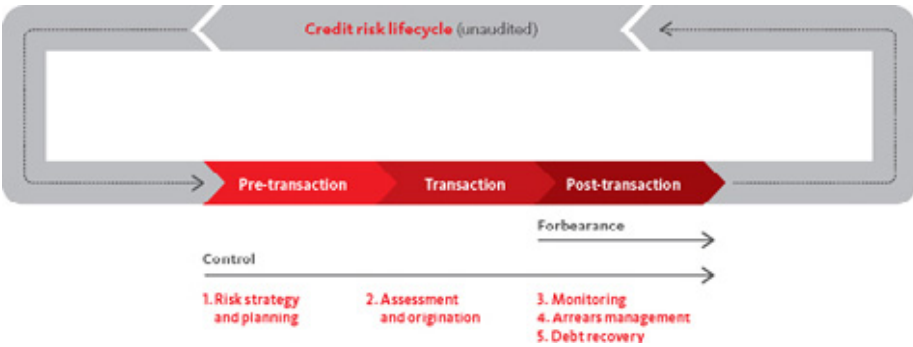 Credit risk lifecycle (unaudited)
Pre-transaction
Transaction
Post-transaction
Forbearance
Control
1. Risk strategy
and planning
2. Assessment
and origination
3. Monitoring
4. Arrears management
5. Debt recovery